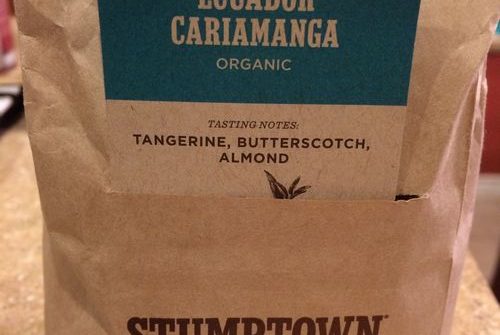 ECUADOR
CARIAMANGA
ORGANIC
TASTING NOTES:
TANGERINE, BUTTERSCOTCH,
ALMOND
STUMPTOWN